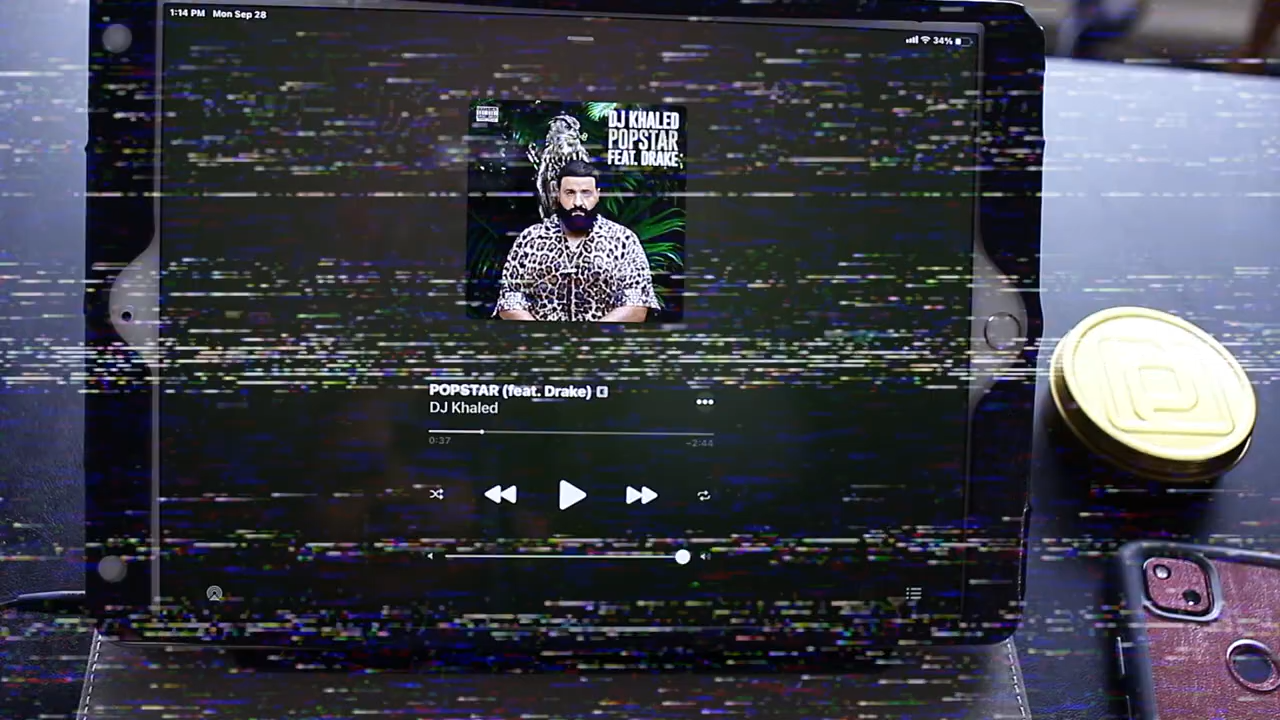 1:14 PM Mon Sep 28
34%
DJ KHALED
POPSTAR
FEAT. DRAKE
POPSTAR (feat. Drake) E
DJ Khaled
0:37
-2:44